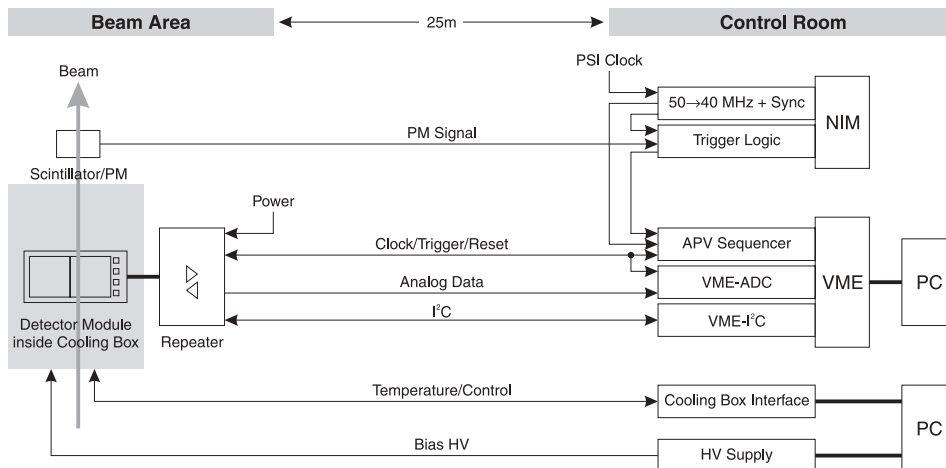 Beam Area
25m
Control Room
Beam
PSI Clock
50→40 MHz + Sync
NIM
PM Signal
Trigger Logic
Scintillator/PM
Power
Clock/Trigger/Reset
APV Sequencer
VME
PC
Analog Data
VME-ADC
I²C
VME-I²C
Detector Module
inside Cooling Box
Repeater
Temperature/Control
Cooling Box Interface
PC
Bias HV
HV Supply